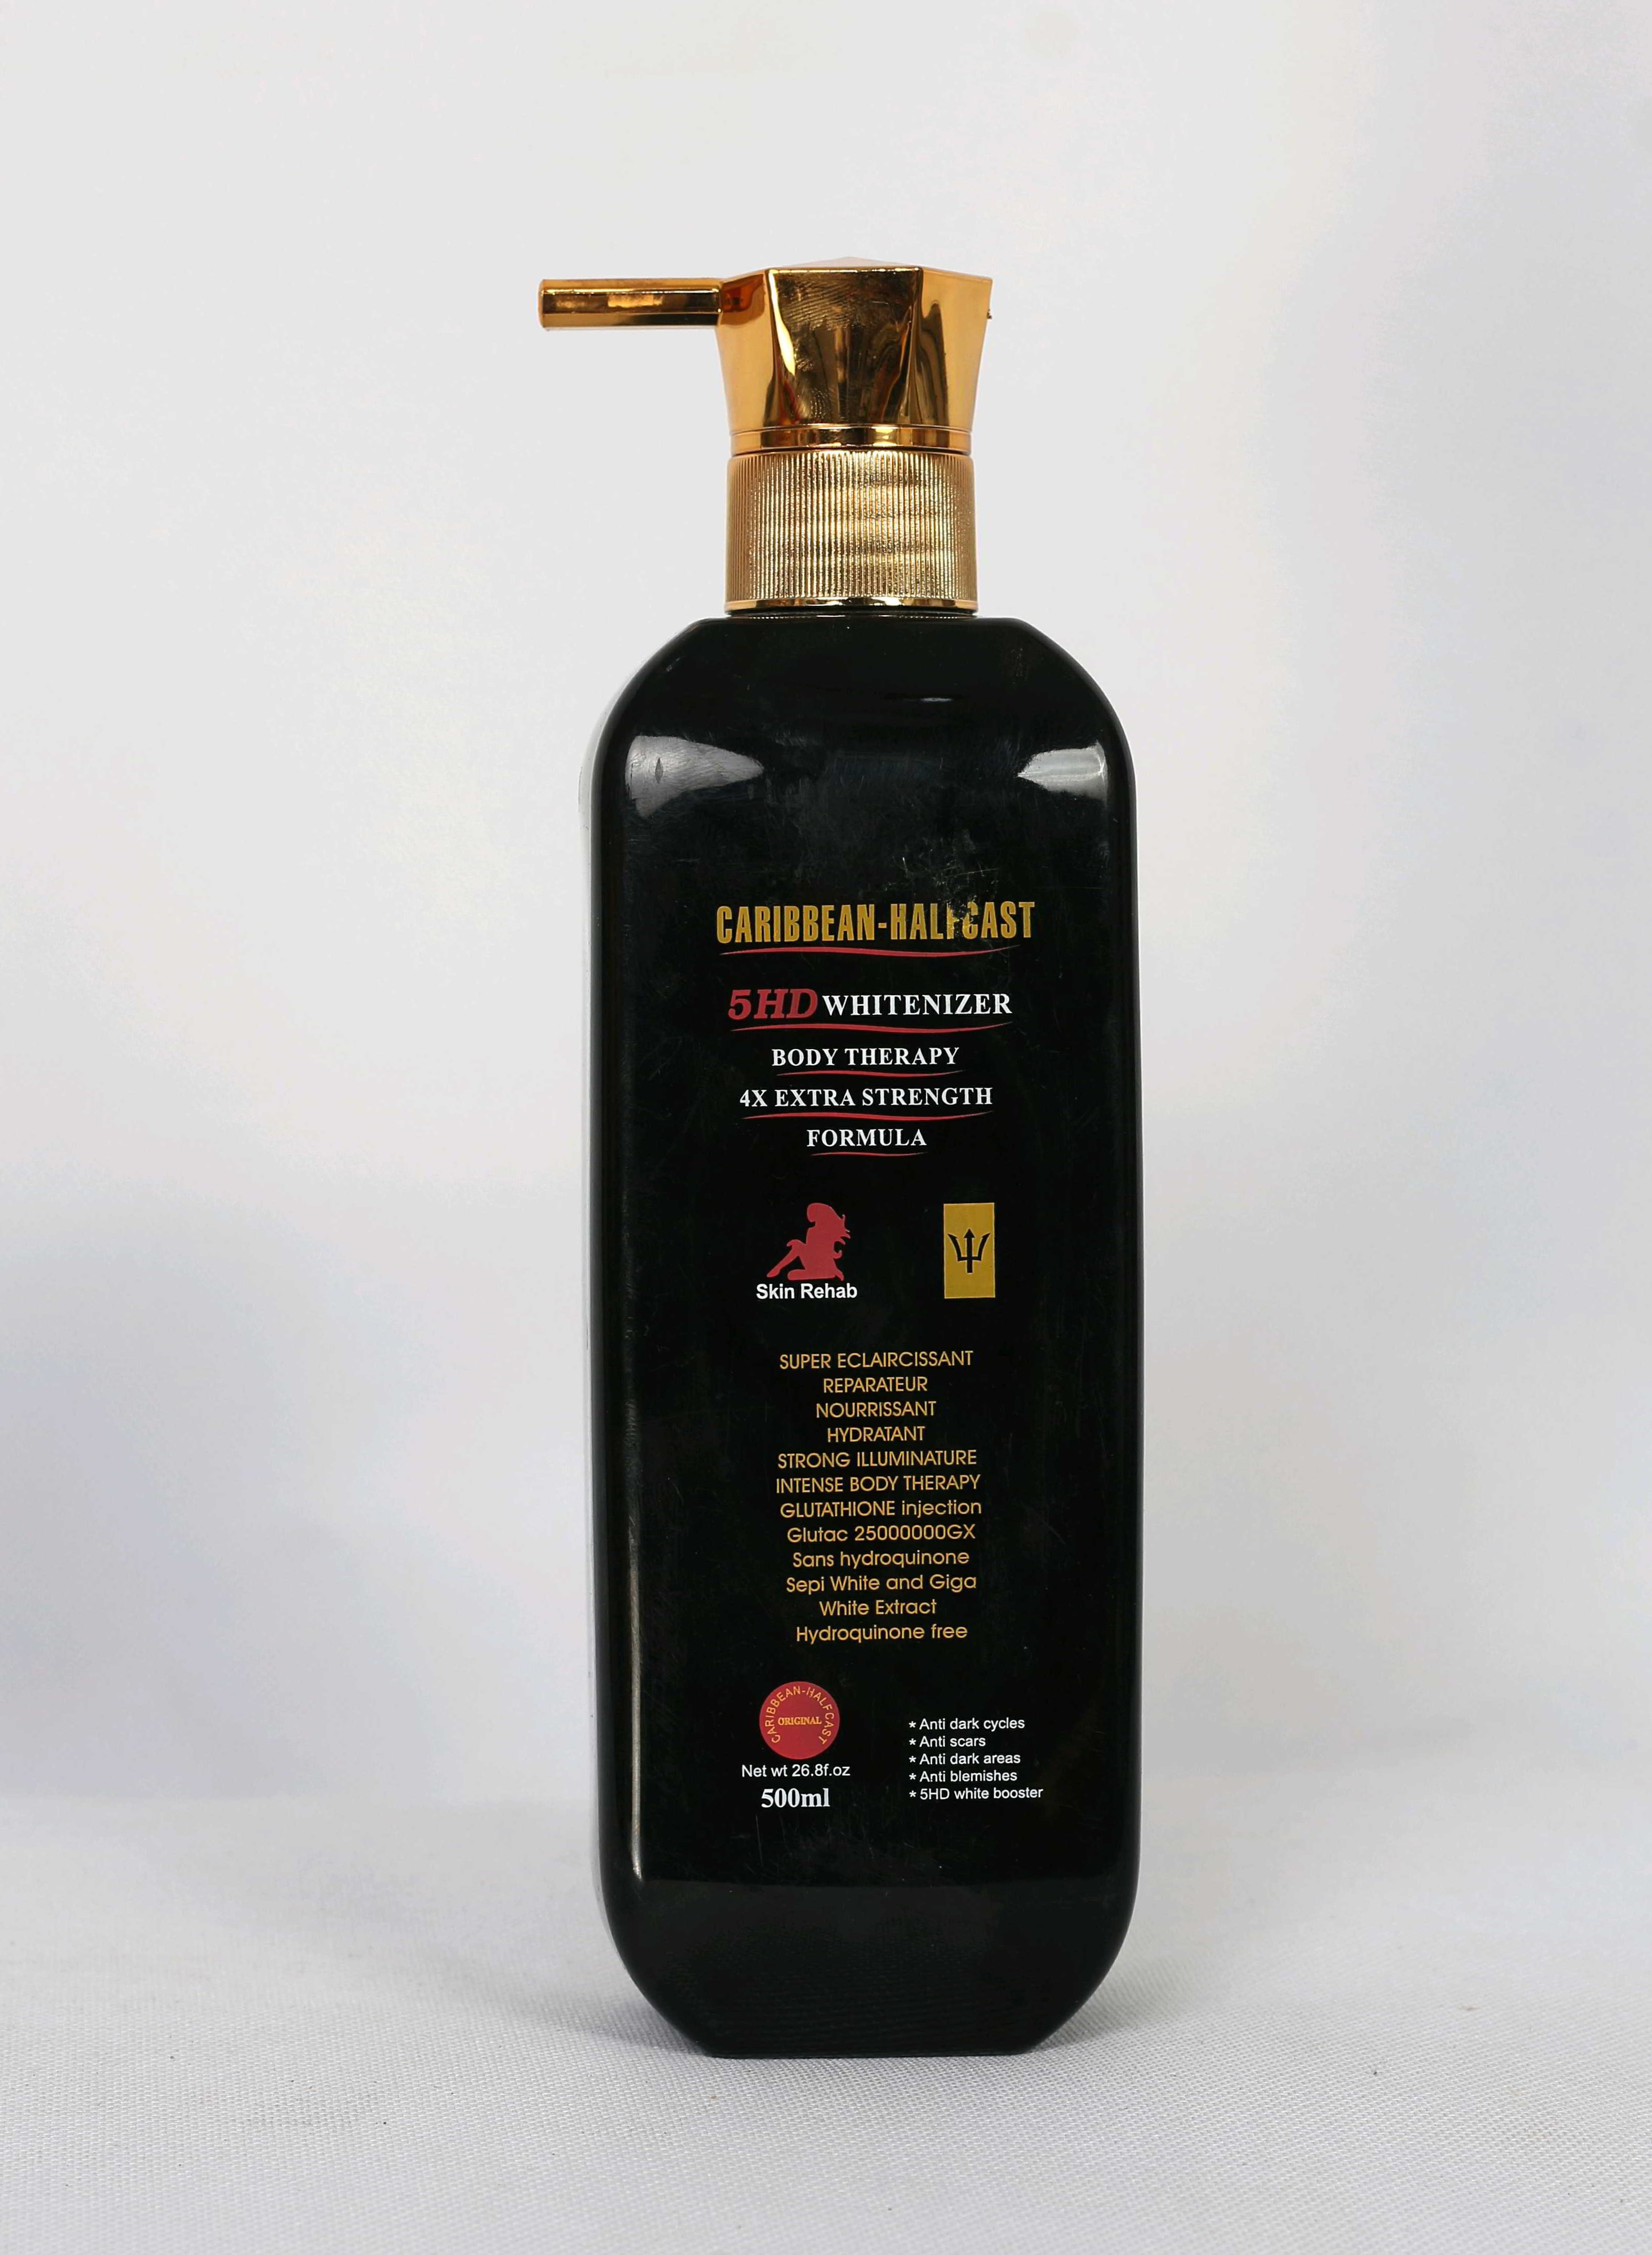 CARIBBEAN-HALFCAST
5HD WHITENIZER
BODY THERAPY
4X EXTRA STRENGTH
FORMULA
Skin Rehab
SUPER ECLAIRCISSANT
REPARATEUR
NOURRISSANT
HYDRATANT
STRONG ILLUMINATURE
INTENSE BODY THERAPY
GLUTATHIONE injection
Glutac 25000000GX
Sans hydroquinone
Sepi White and Giga
White Extract
Hydroquinone free
CARIBBEAN-HALFCAST
ORIGINAL
Net wt 26.8f.oz
500ml
* Anti dark cycles
* Anti scars
* Anti dark areas
* Anti blemishes
* 5HD white booster